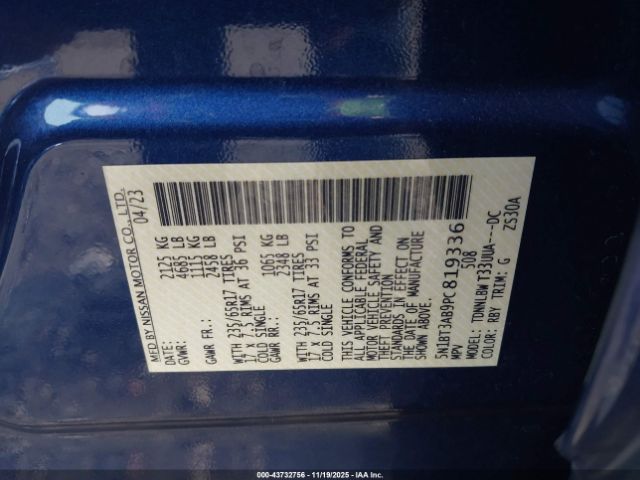 MFD BY NISSAN MOTOR CO., LTD.
DATE: 04/23
GVWR: 2125 KG
4685 LB
GAWR FR.: 1115 KG
2458 LB
WITH 235/65R17 TIRES
17 X 7.5 RIMS AT 36 PSI
COLD SINGLE
GAWR RR.: 1065 KG
2348 LB
WITH 235/65R17 TIRES
17 X 7.5 RIMS AT 33 PSI
COLD SINGLE
THIS VEHICLE CONFORMS TO
ALL APPLICABLE FEDERAL
MOTOR VEHICLE SAFETY AND
THEFT PREVENTION
STANDARDS IN EFFECT ON
THE DATE OF MANUFACTURE
SHOWN ABOVE.
5N1BT3AB9PC819336
MPV 508
MODEL: TDNNLBW T33UUA---DC
COLOR: RBY TRIM: G ZS30A
000-43732756 - 11/19/2025 - IAA Inc.